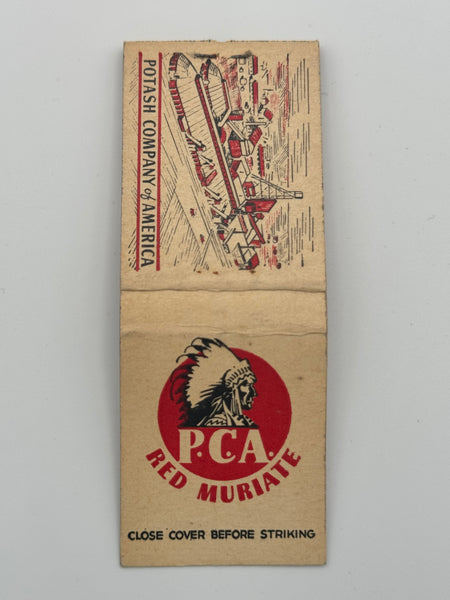 POTASH COMPANY of AMERICA
P.C.A.
RED MURIATE
CLOSE COVER BEFORE STRIKING